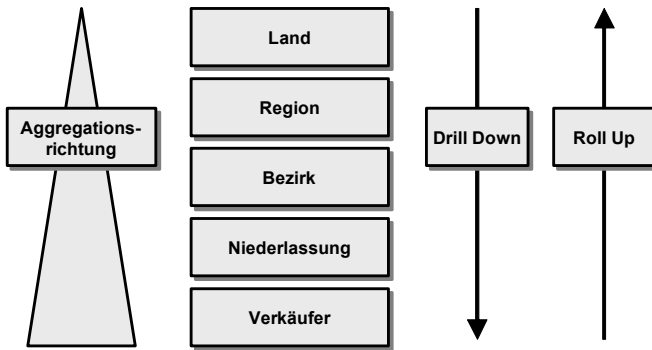 Land
Region
Aggregations-
richtung
Drill Down
Roll Up
Bezirk
Niederlassung
Verkäufer